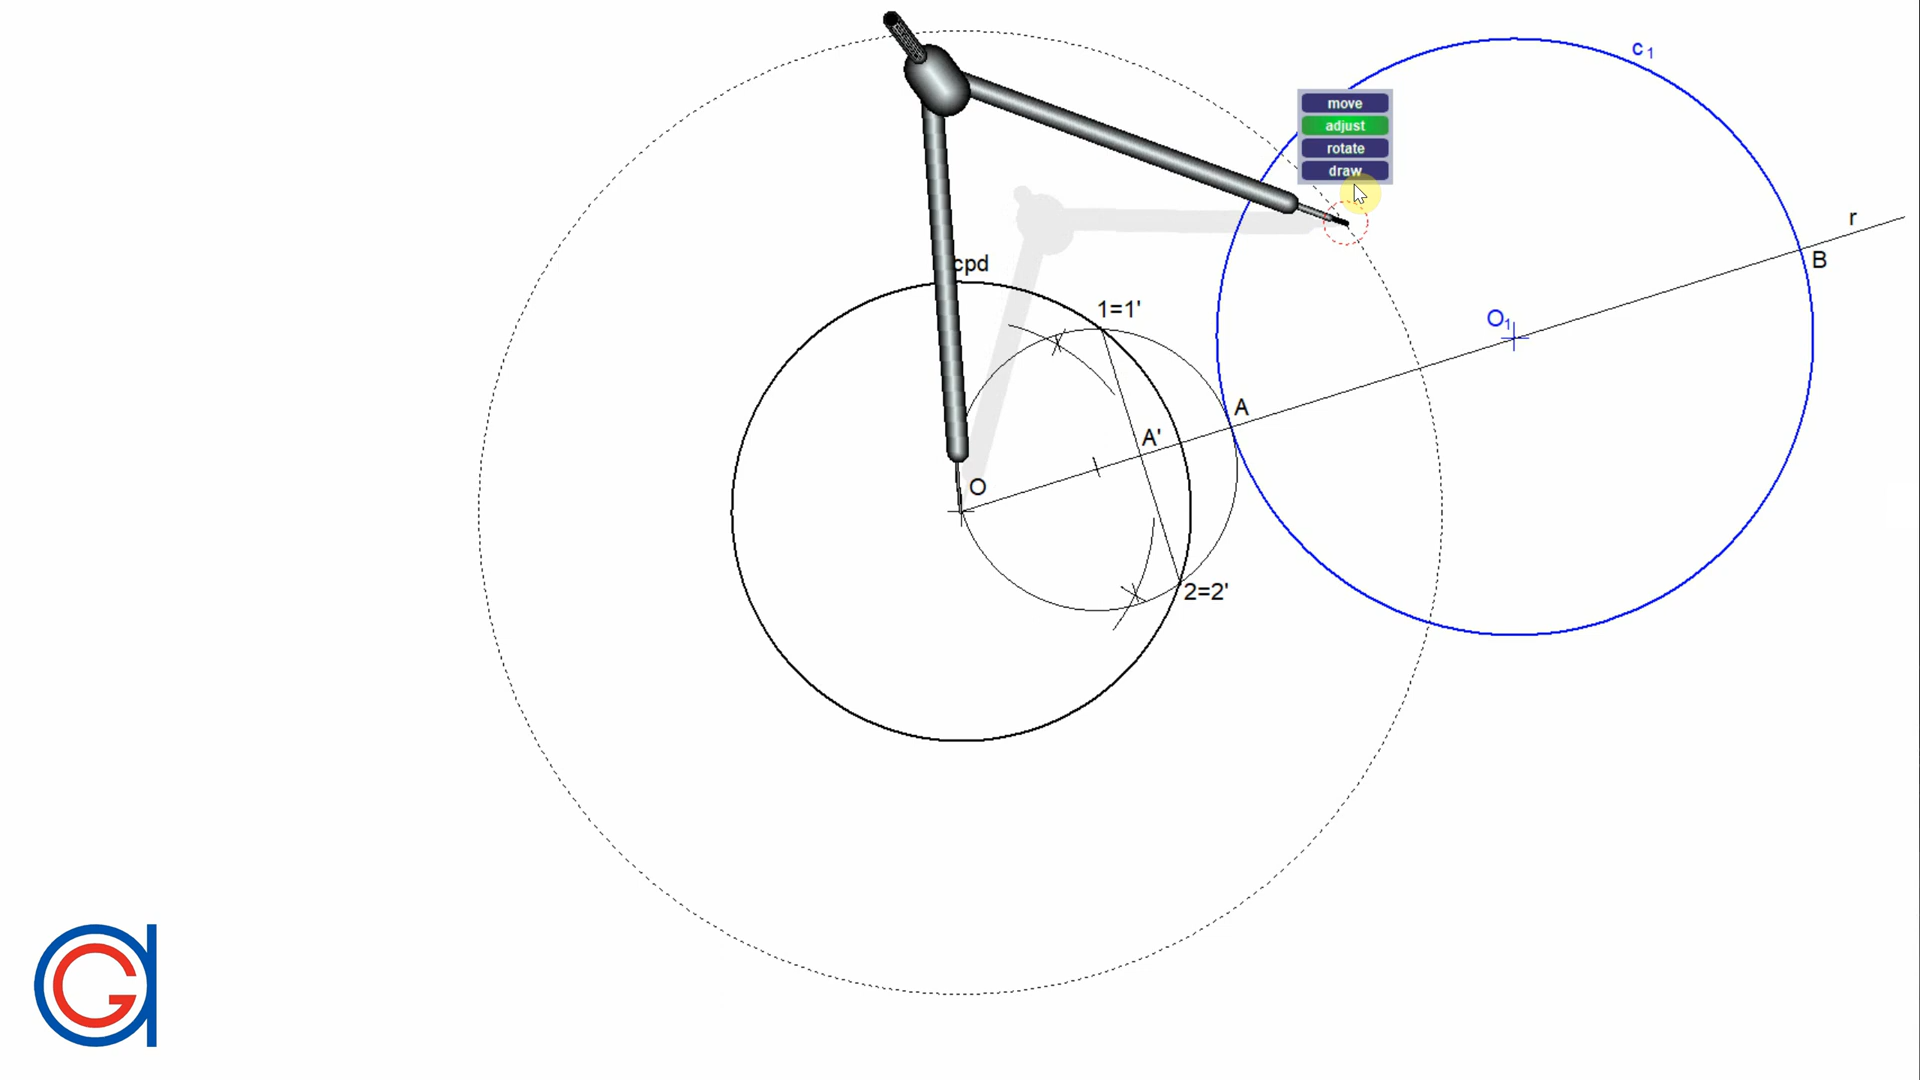 c1
move
adjust
rotate
draw
r
B
cpd
1=1'
O1
A
A'
O
2=2'